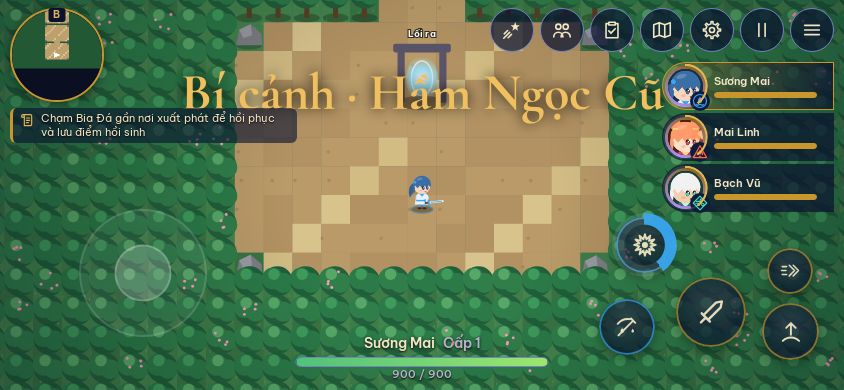 B
Lối ra
Bí cảnh · Hầm Ngọc Cũ
Chạm Bia Đá gần nơi xuất phát để hồi phục
và lưu điểm hồi sinh
Sương Mai
Mai Linh
Bạch Vũ
Sương Mai Cấp 1
900 / 900